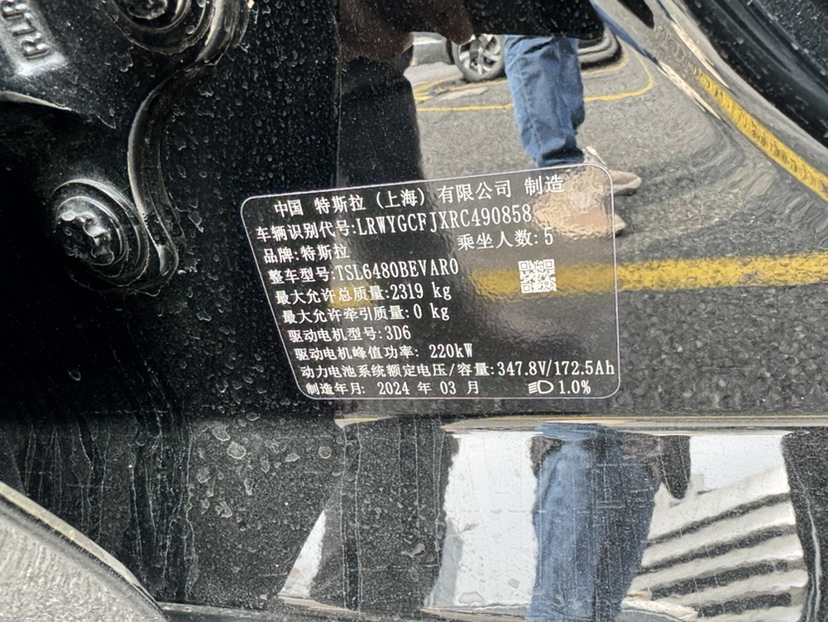 RLR
中国 特斯拉（上海）有限公司 制造
车辆识别代号:LRWYGCFJXRC490858
品牌:特斯拉 乘坐人数:5
整车型号:TSL6480BEVAR0
最大允许总质量:2319 kg
最大允许牵引质量:0 kg
驱动电机型号:3D6
驱动电机峰值功率: 220kW
动力电池系统额定电压/容量:347.8V/172.5Ah
制造年月: 2024 年 03 月 1.0%